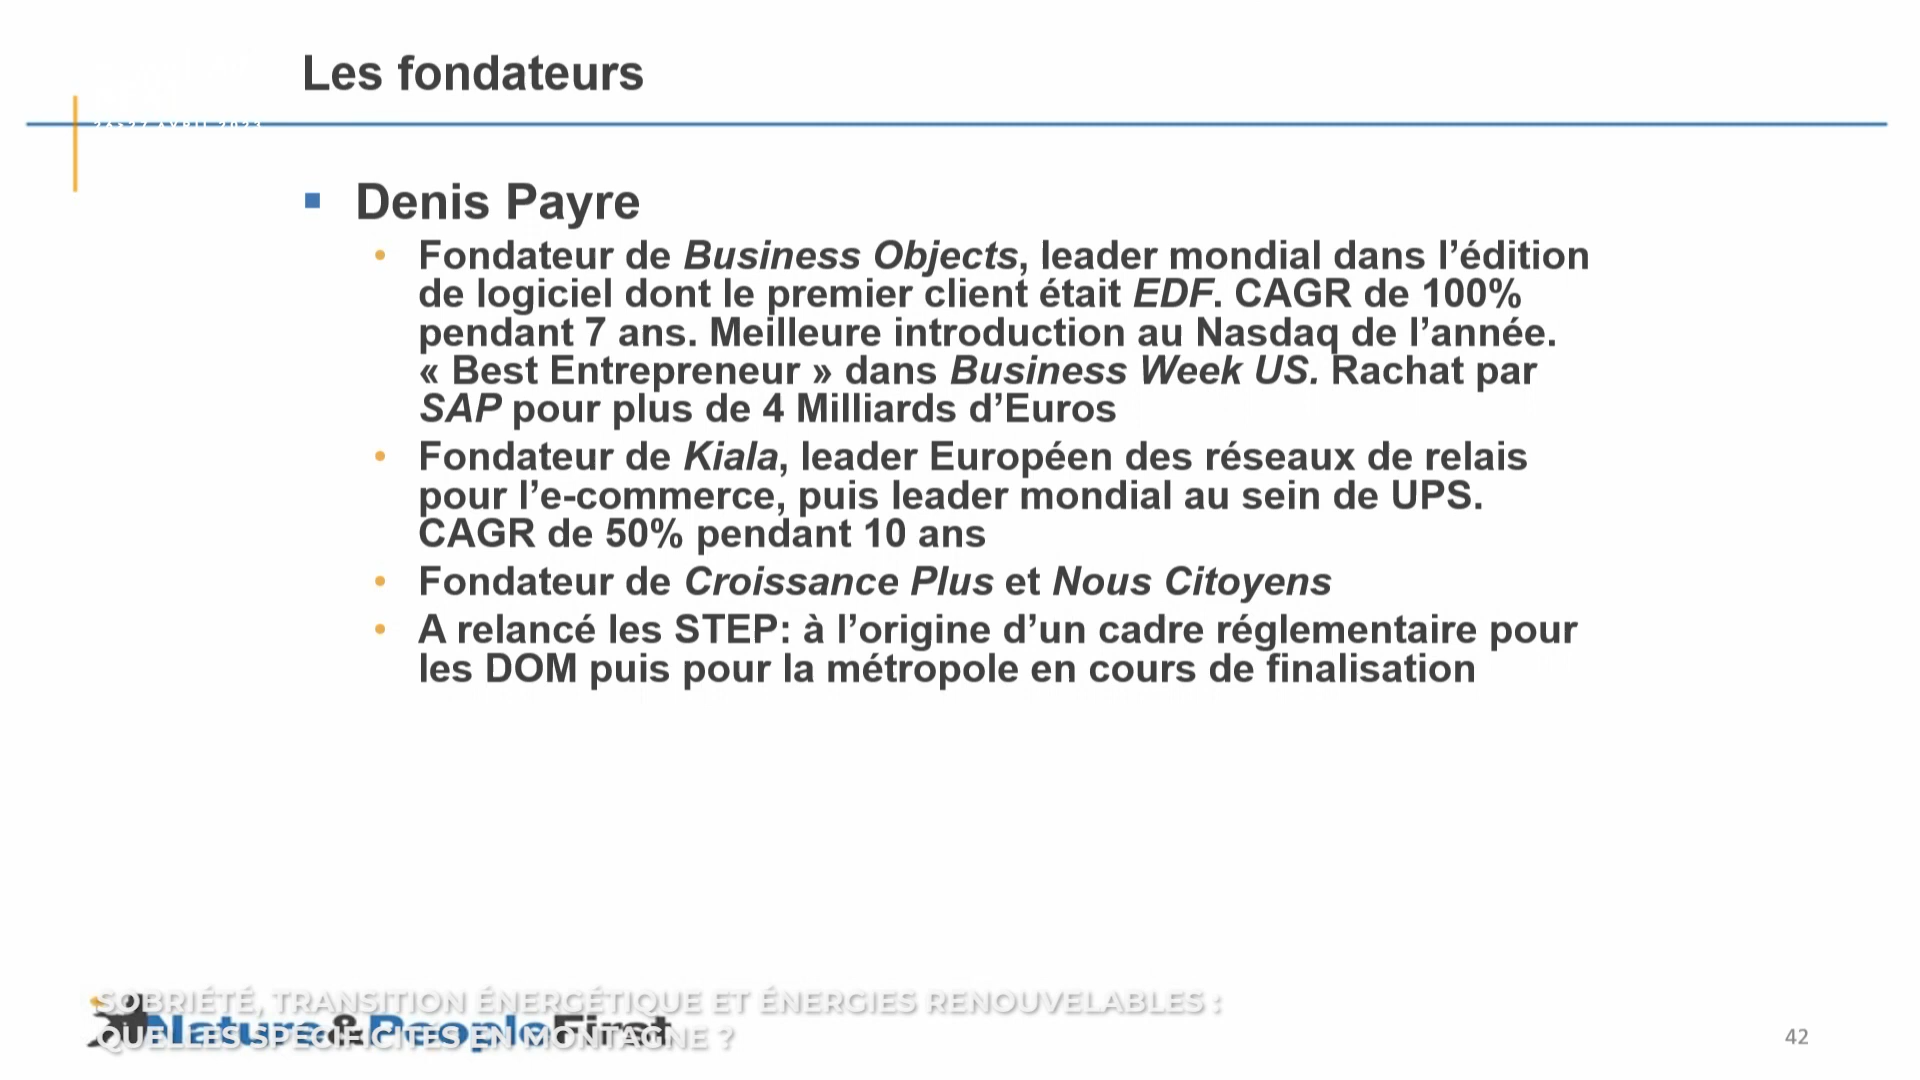 Les fondateurs
Denis Payre
Fondateur de Business Objects, leader mondial dans l’édition
de logiciel dont le premier client était EDF. CAGR de 100%
pendant 7 ans. Meilleure introduction au Nasdaq de l’année.
« Best Entrepreneur » dans Business Week US. Rachat par
SAP pour plus de 4 Milliards d’Euros
Fondateur de Kiala, leader Européen des réseaux de relais
pour l’e-commerce, puis leader mondial au sein de UPS.
CAGR de 50% pendant 10 ans
Fondateur de Croissance Plus et Nous Citoyens
A relancé les STEP: à l’origine d’un cadre réglementaire pour
les DOM puis pour la métropole en cours de finalisation
SOBRIÉTÉ, TRANSITION ÉNERGÉTIQUE ET ÉNERGIES RENOUVELABLES :
QUELLES SPÉCIFICITÉS EN MONTAGNE ?
Nature & People First
42